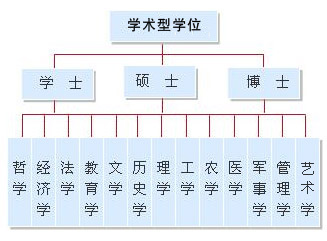 学术型学位
学 士
硕 士
博 士
哲学
经济学
法学
教育学
文学
历史学
理学
工学
农学
医学
军事学
管理学
艺术学